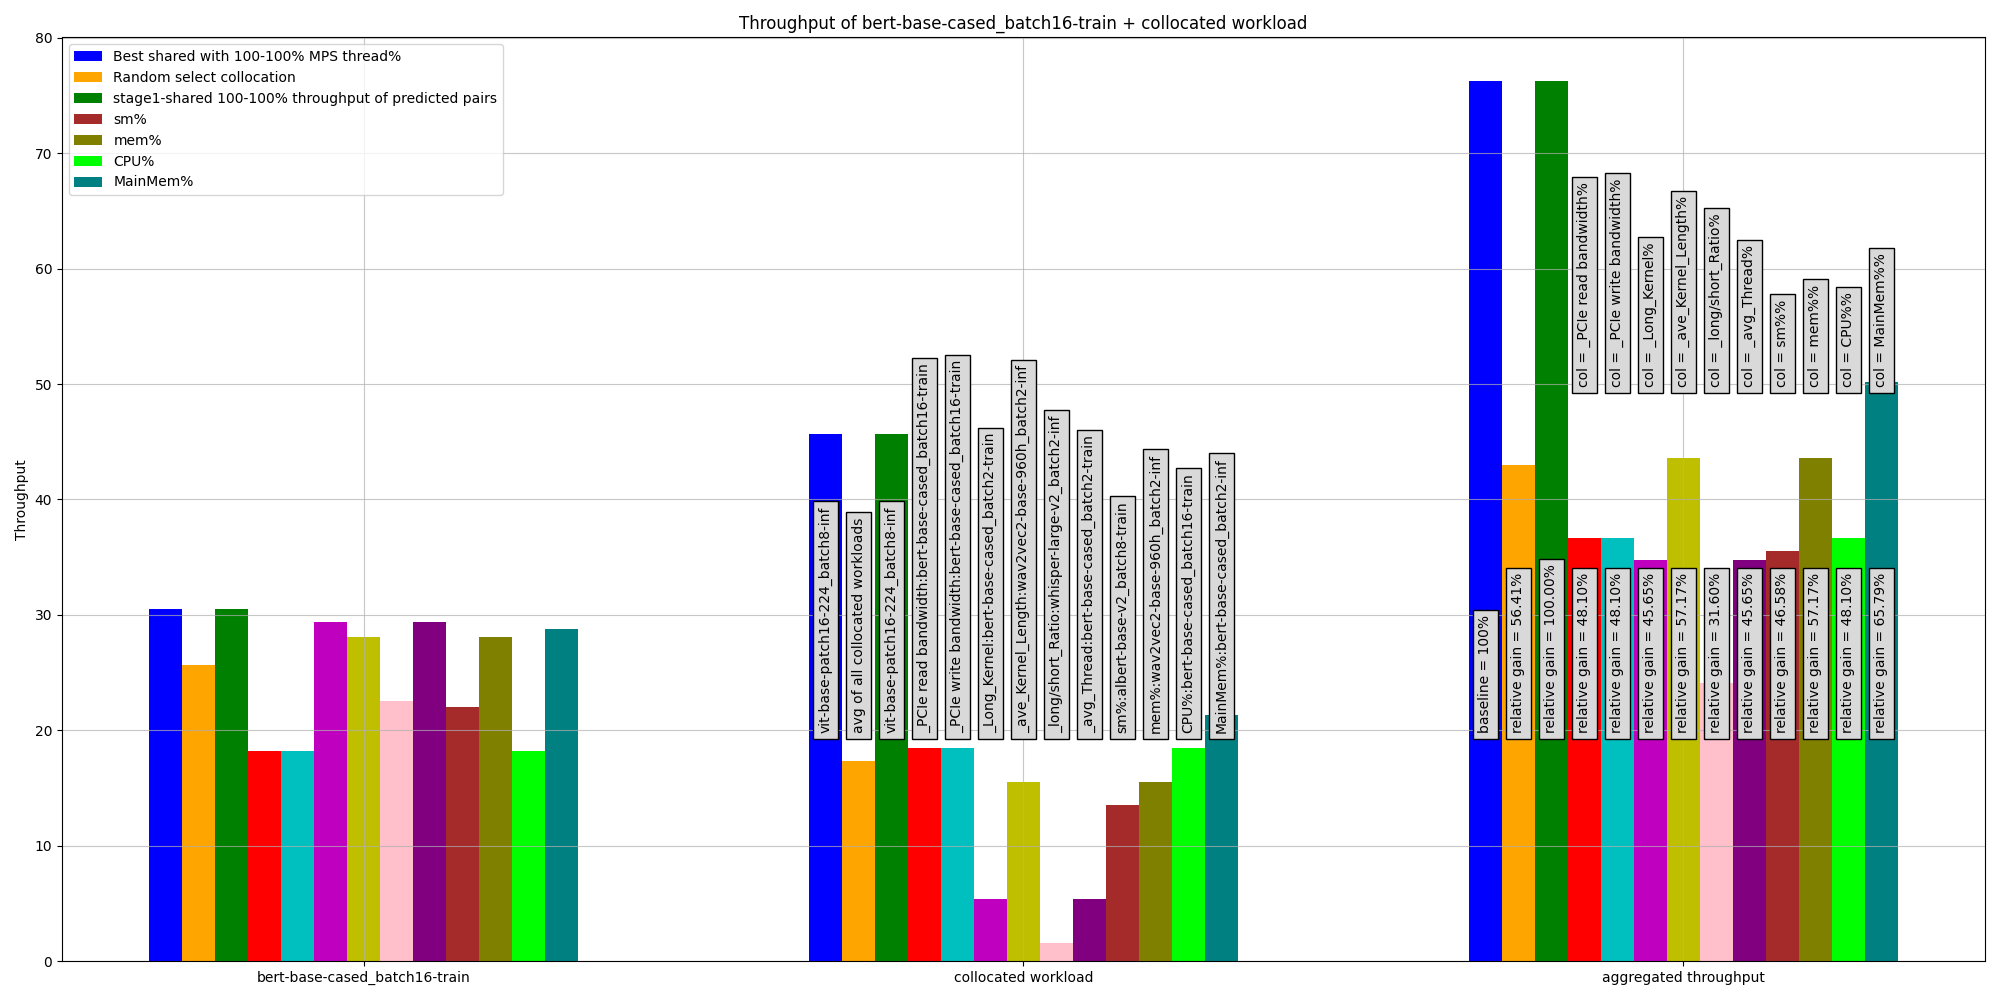 Throughput of bert-base-cased_batch16-train + collocated workload
Best shared with 100-100% MPS thread%
Random select collocation
stage1-shared 100-100% throughput of predicted pairs
sm%
mem%
CPU%
MainMem%
Throughput
80
70
60
50
40
30
20
10
0
vit-base-patch16-224_batch8-inf
avg of all collocated workloads
vit-base-patch16-224_batch8-inf
_PCIe read bandwidth:bert-base-cased_batch16-train
_PCIe write bandwidth:bert-base-cased_batch16-train
_Long_Kernel:bert-base-cased_batch2-train
_ave_Kernel_Length:wav2vec2-base-960h_batch2-inf
_long/short_Ratio:whisper-large-v2_batch2-inf
_avg_Thread:bert-base-cased_batch2-train
sm%:albert-base-v2_batch8-train
mem%:wav2vec2-base-960h_batch2-inf
CPU%:bert-base-cased_batch16-train
MainMem%:bert-base-cased_batch2-inf
col = _PCIe read bandwidth%
col = _PCIe write bandwidth%
col = _Long_Kernel%
col = _ave_Kernel_Length%
col = _long/short_Ratio%
col = _avg_Thread%
col = sm%%
col = mem%%
col = CPU%%
col = MainMem%%
baseline = 100%
relative gain = 56.41%
relative gain = 100.00%
relative gain = 48.10%
relative gain = 48.10%
relative gain = 45.65%
relative gain = 57.17%
relative gain = 31.60%
relative gain = 45.65%
relative gain = 46.58%
relative gain = 57.17%
relative gain = 48.10%
relative gain = 65.79%
bert-base-cased_batch16-train
collocated workload
aggregated throughput